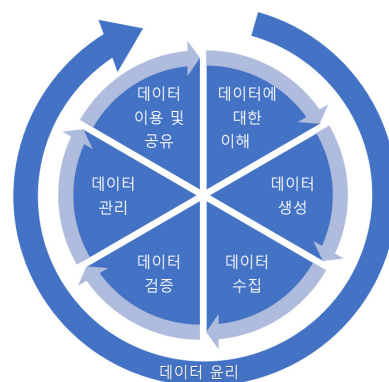 데이터에
대한
이해
데이터
생성
데이터
수집
데이터
검증
데이터
관리
데이터
이용 및
공유
데이터 윤리